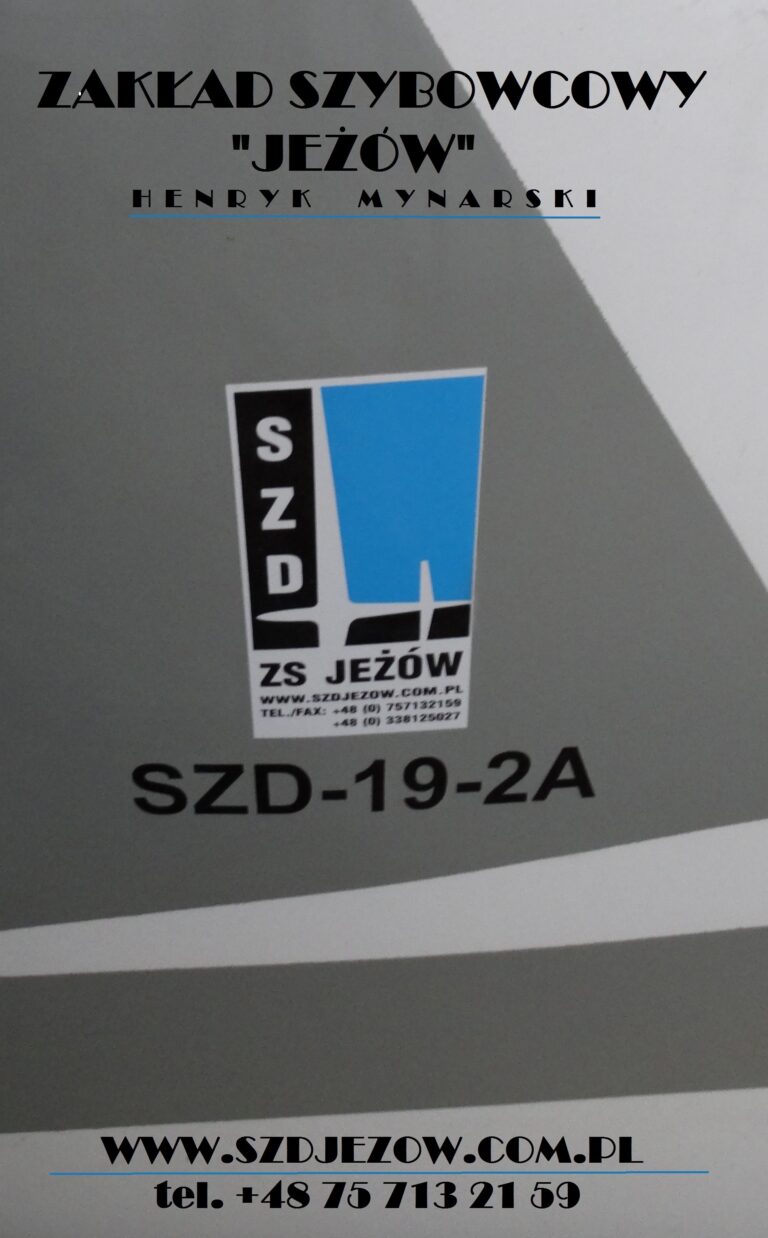 ZAKŁAD SZYBOWCOWY
"JEŻÓW"
HENRYK MYNARSKI
S
Z
D
ZS JEŻÓW
WWW.SZDJEZOW.COM.PL
TEL./FAX: +48 (0) 757132159
+48 (0) 338125027
SZD-19-2A
WWW.SZDJEZOW.COM.PL
tel. +48 75 713 21 59